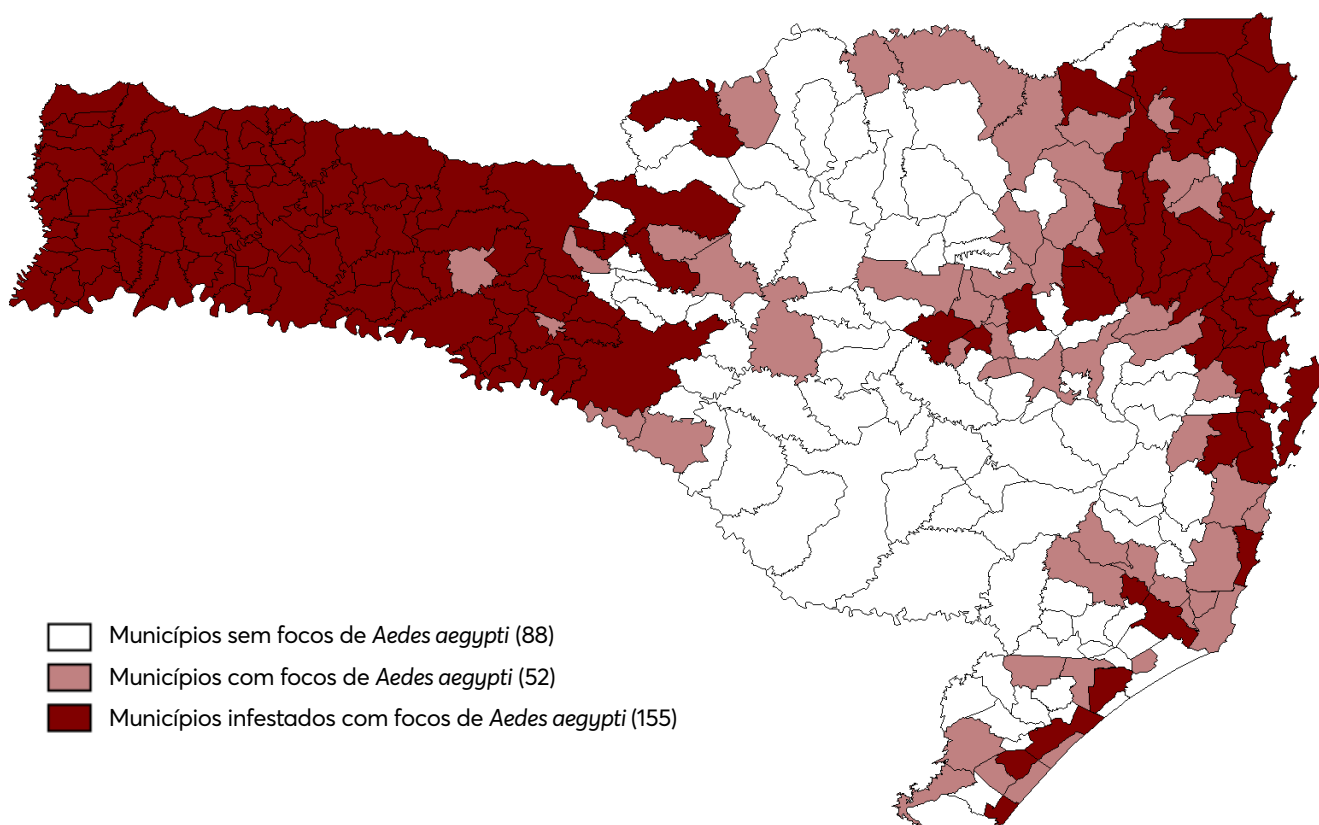 Municípios sem focos de Aedes aegypti (88)
Municípios com focos de Aedes aegypti (52)
Municípios infestados com focos de Aedes aegypti (155)